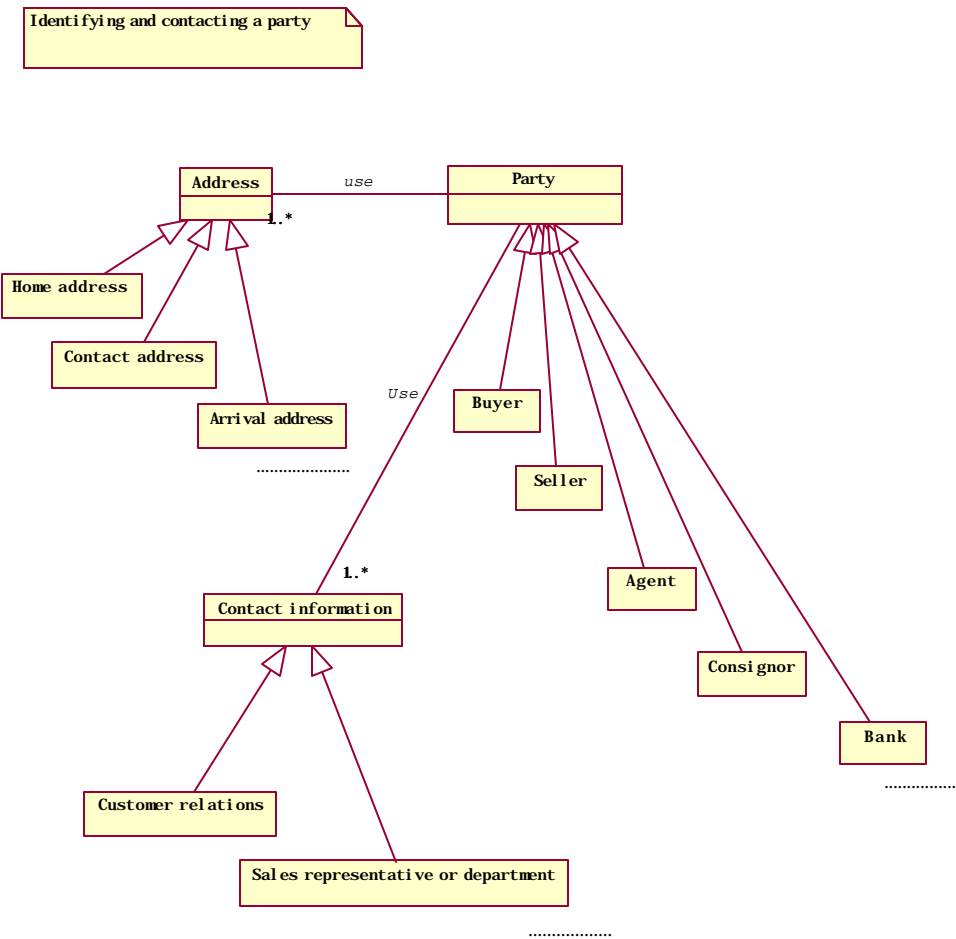 Identifying and contacting a party
Address
use
Party
1..*
Home address
Contact address
Arrival address
.....................
Use
Buyer
Seller
Agent
Consignor
Bank
................
1..*
Contact information
Customer relations
Sales representative or department
...................